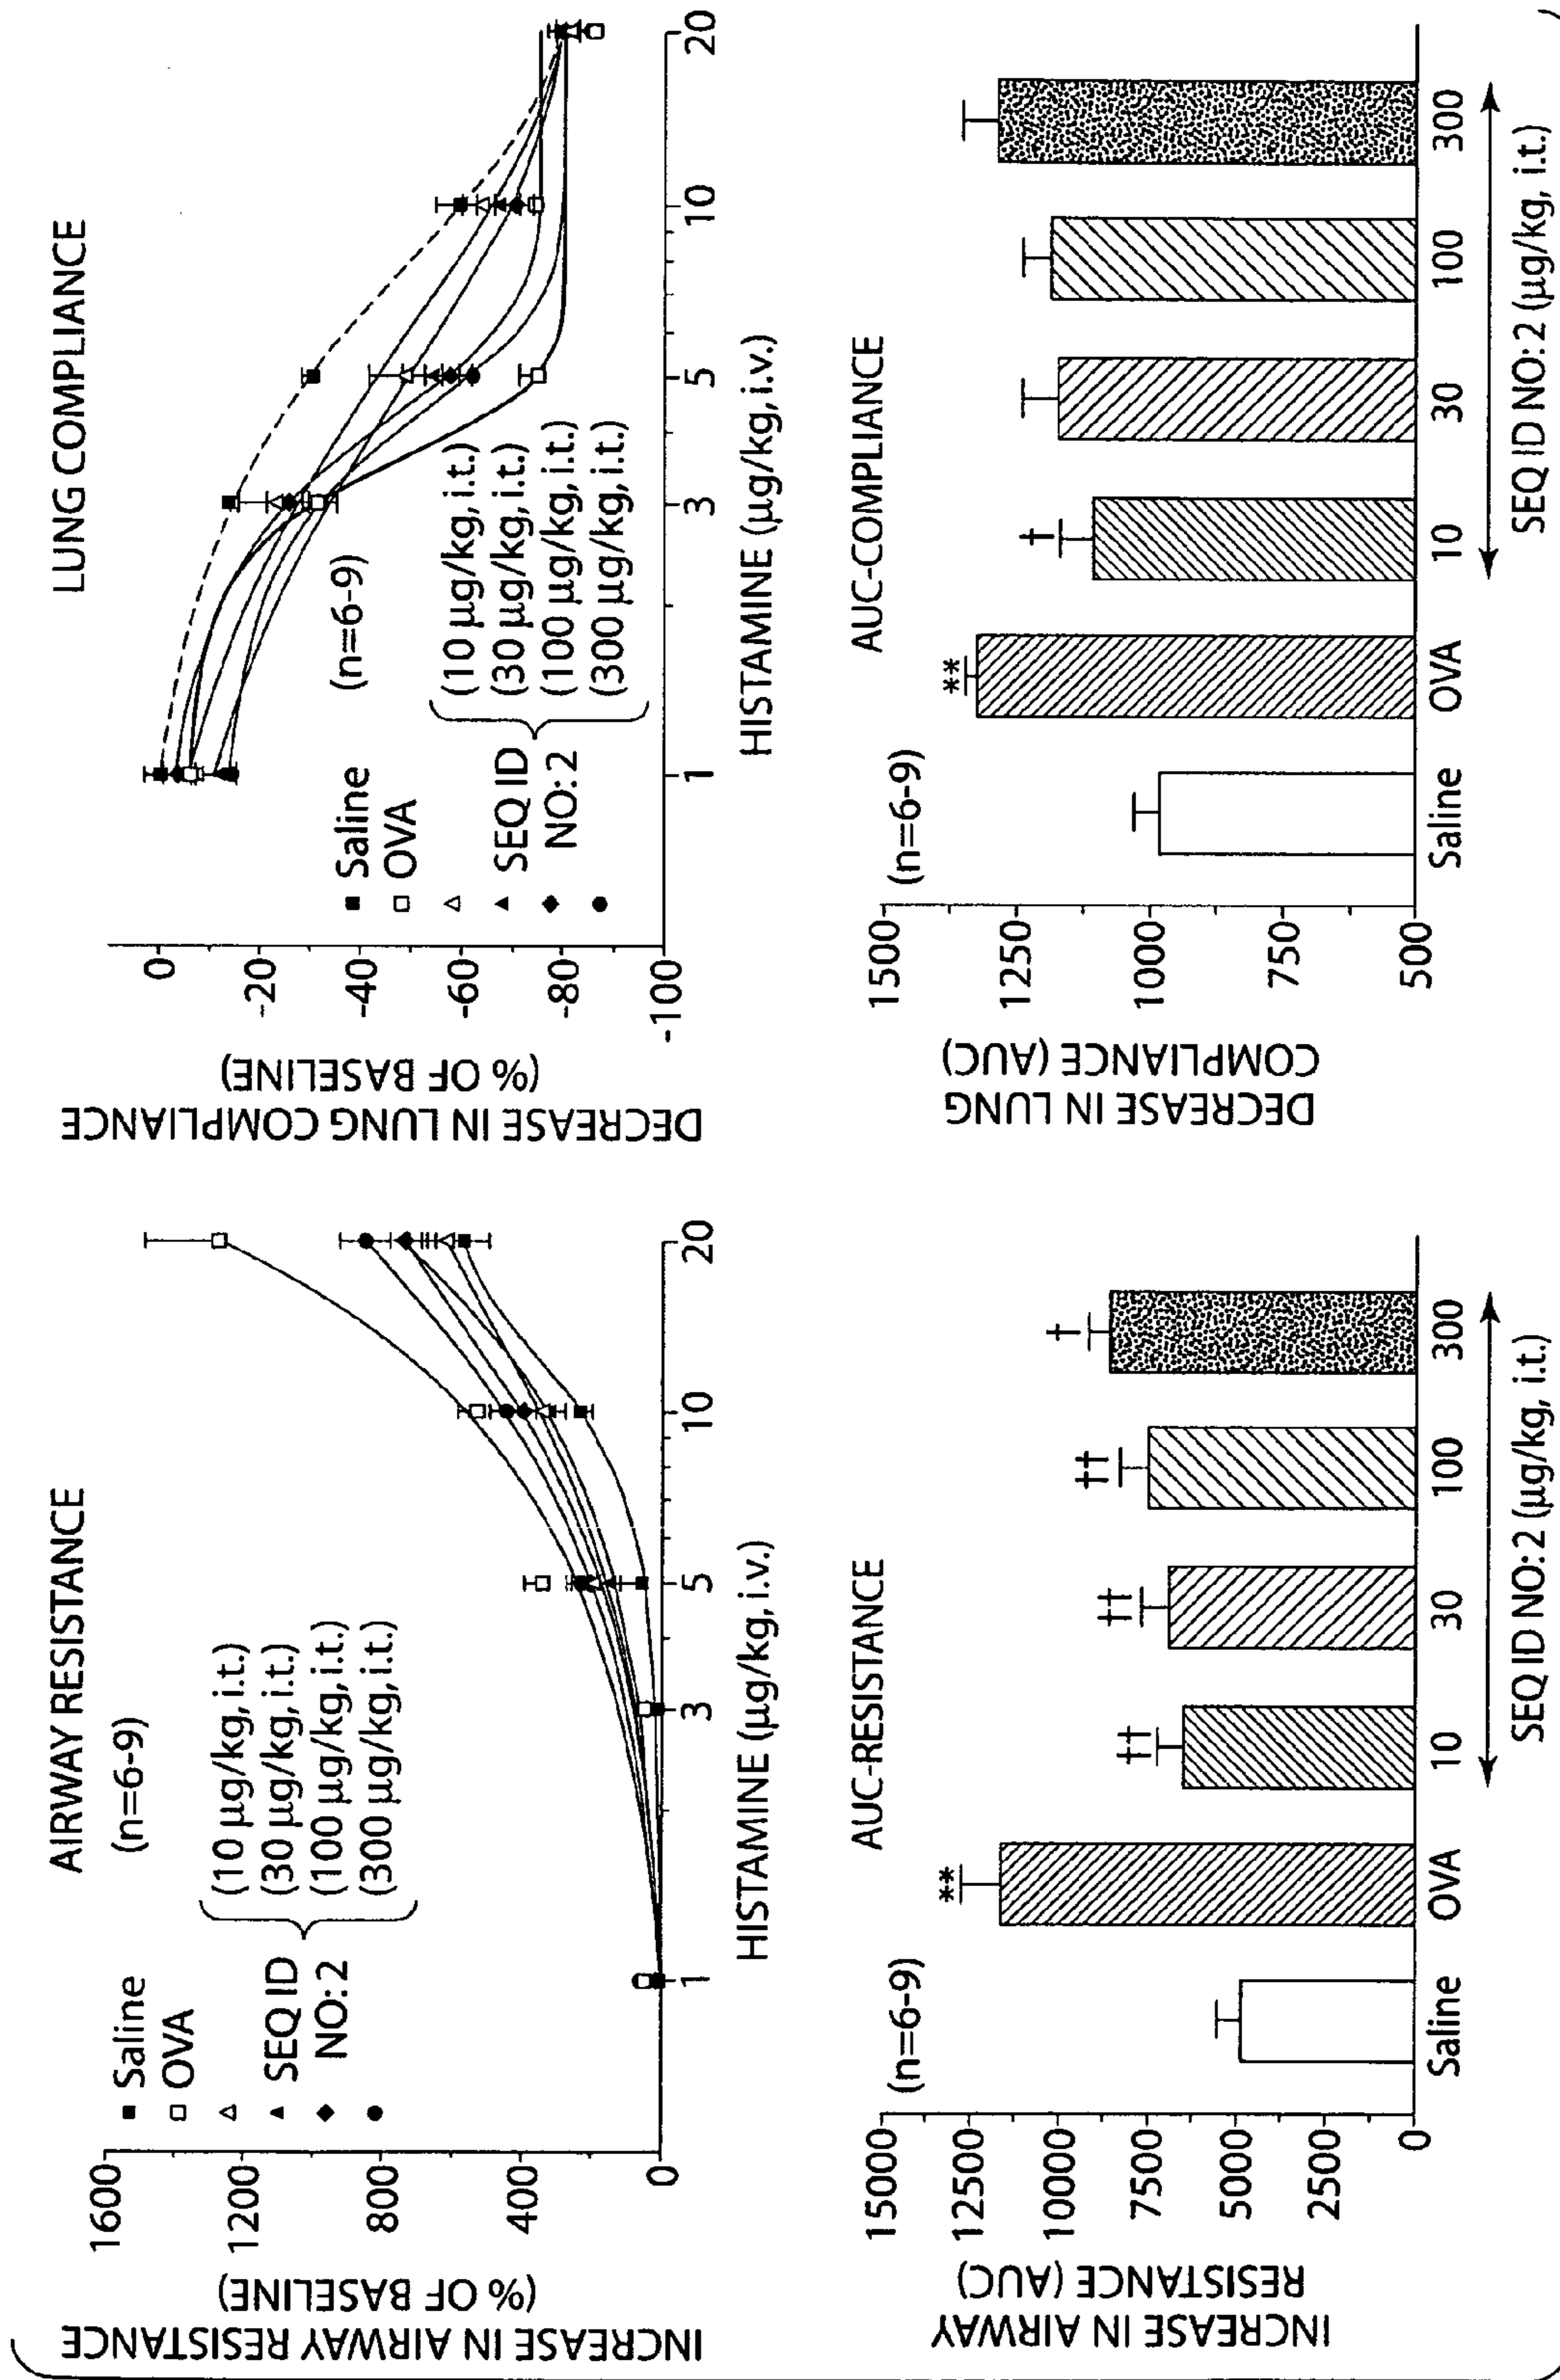 AIRWAY RESISTANCE
INCREASE IN AIRWAY RESISTANCE
(% OF BASELINE)
1600
1200
800
400
0
■ Saline (n=6-9)
□ OVA
△ (10 μg/kg, i.t.)
▲ SEQ ID (30 μg/kg, i.t.)
◆ NO: 2 (100 μg/kg, i.t.)
● (300 μg/kg, i.t.)
1 3 5 10 20
HISTAMINE (μg/kg, i.v.)
LUNG COMPLIANCE
DECREASE IN LUNG COMPLIANCE
(% OF BASELINE)
0
-20
-40
-60
-80
-100
■ Saline (n=6-9)
□ OVA
△ (10 μg/kg, i.t.)
▲ SEQ ID (30 μg/kg, i.t.)
◆ NO: 2 (100 μg/kg, i.t.)
● (300 μg/kg, i.t.)
1 3 5 10 20
HISTAMINE (μg/kg, i.v.)
AUC-RESISTANCE
INCREASE IN AIRWAY
RESISTANCE (AUC)
15000
12500
10000
7500
5000
2500
0
(n=6-9)
** †† †† †† †
Saline OVA 10 30 100 300
SEQ ID NO: 2 (μg/kg, i.t.)
AUC-COMPLIANCE
DECREASE IN LUNG
COMPLIANCE (AUC)
1500
1250
1000
750
500
(n=6-9)
** †
Saline OVA 10 30 100 300
SEQ ID NO: 2 (μg/kg, i.t.)